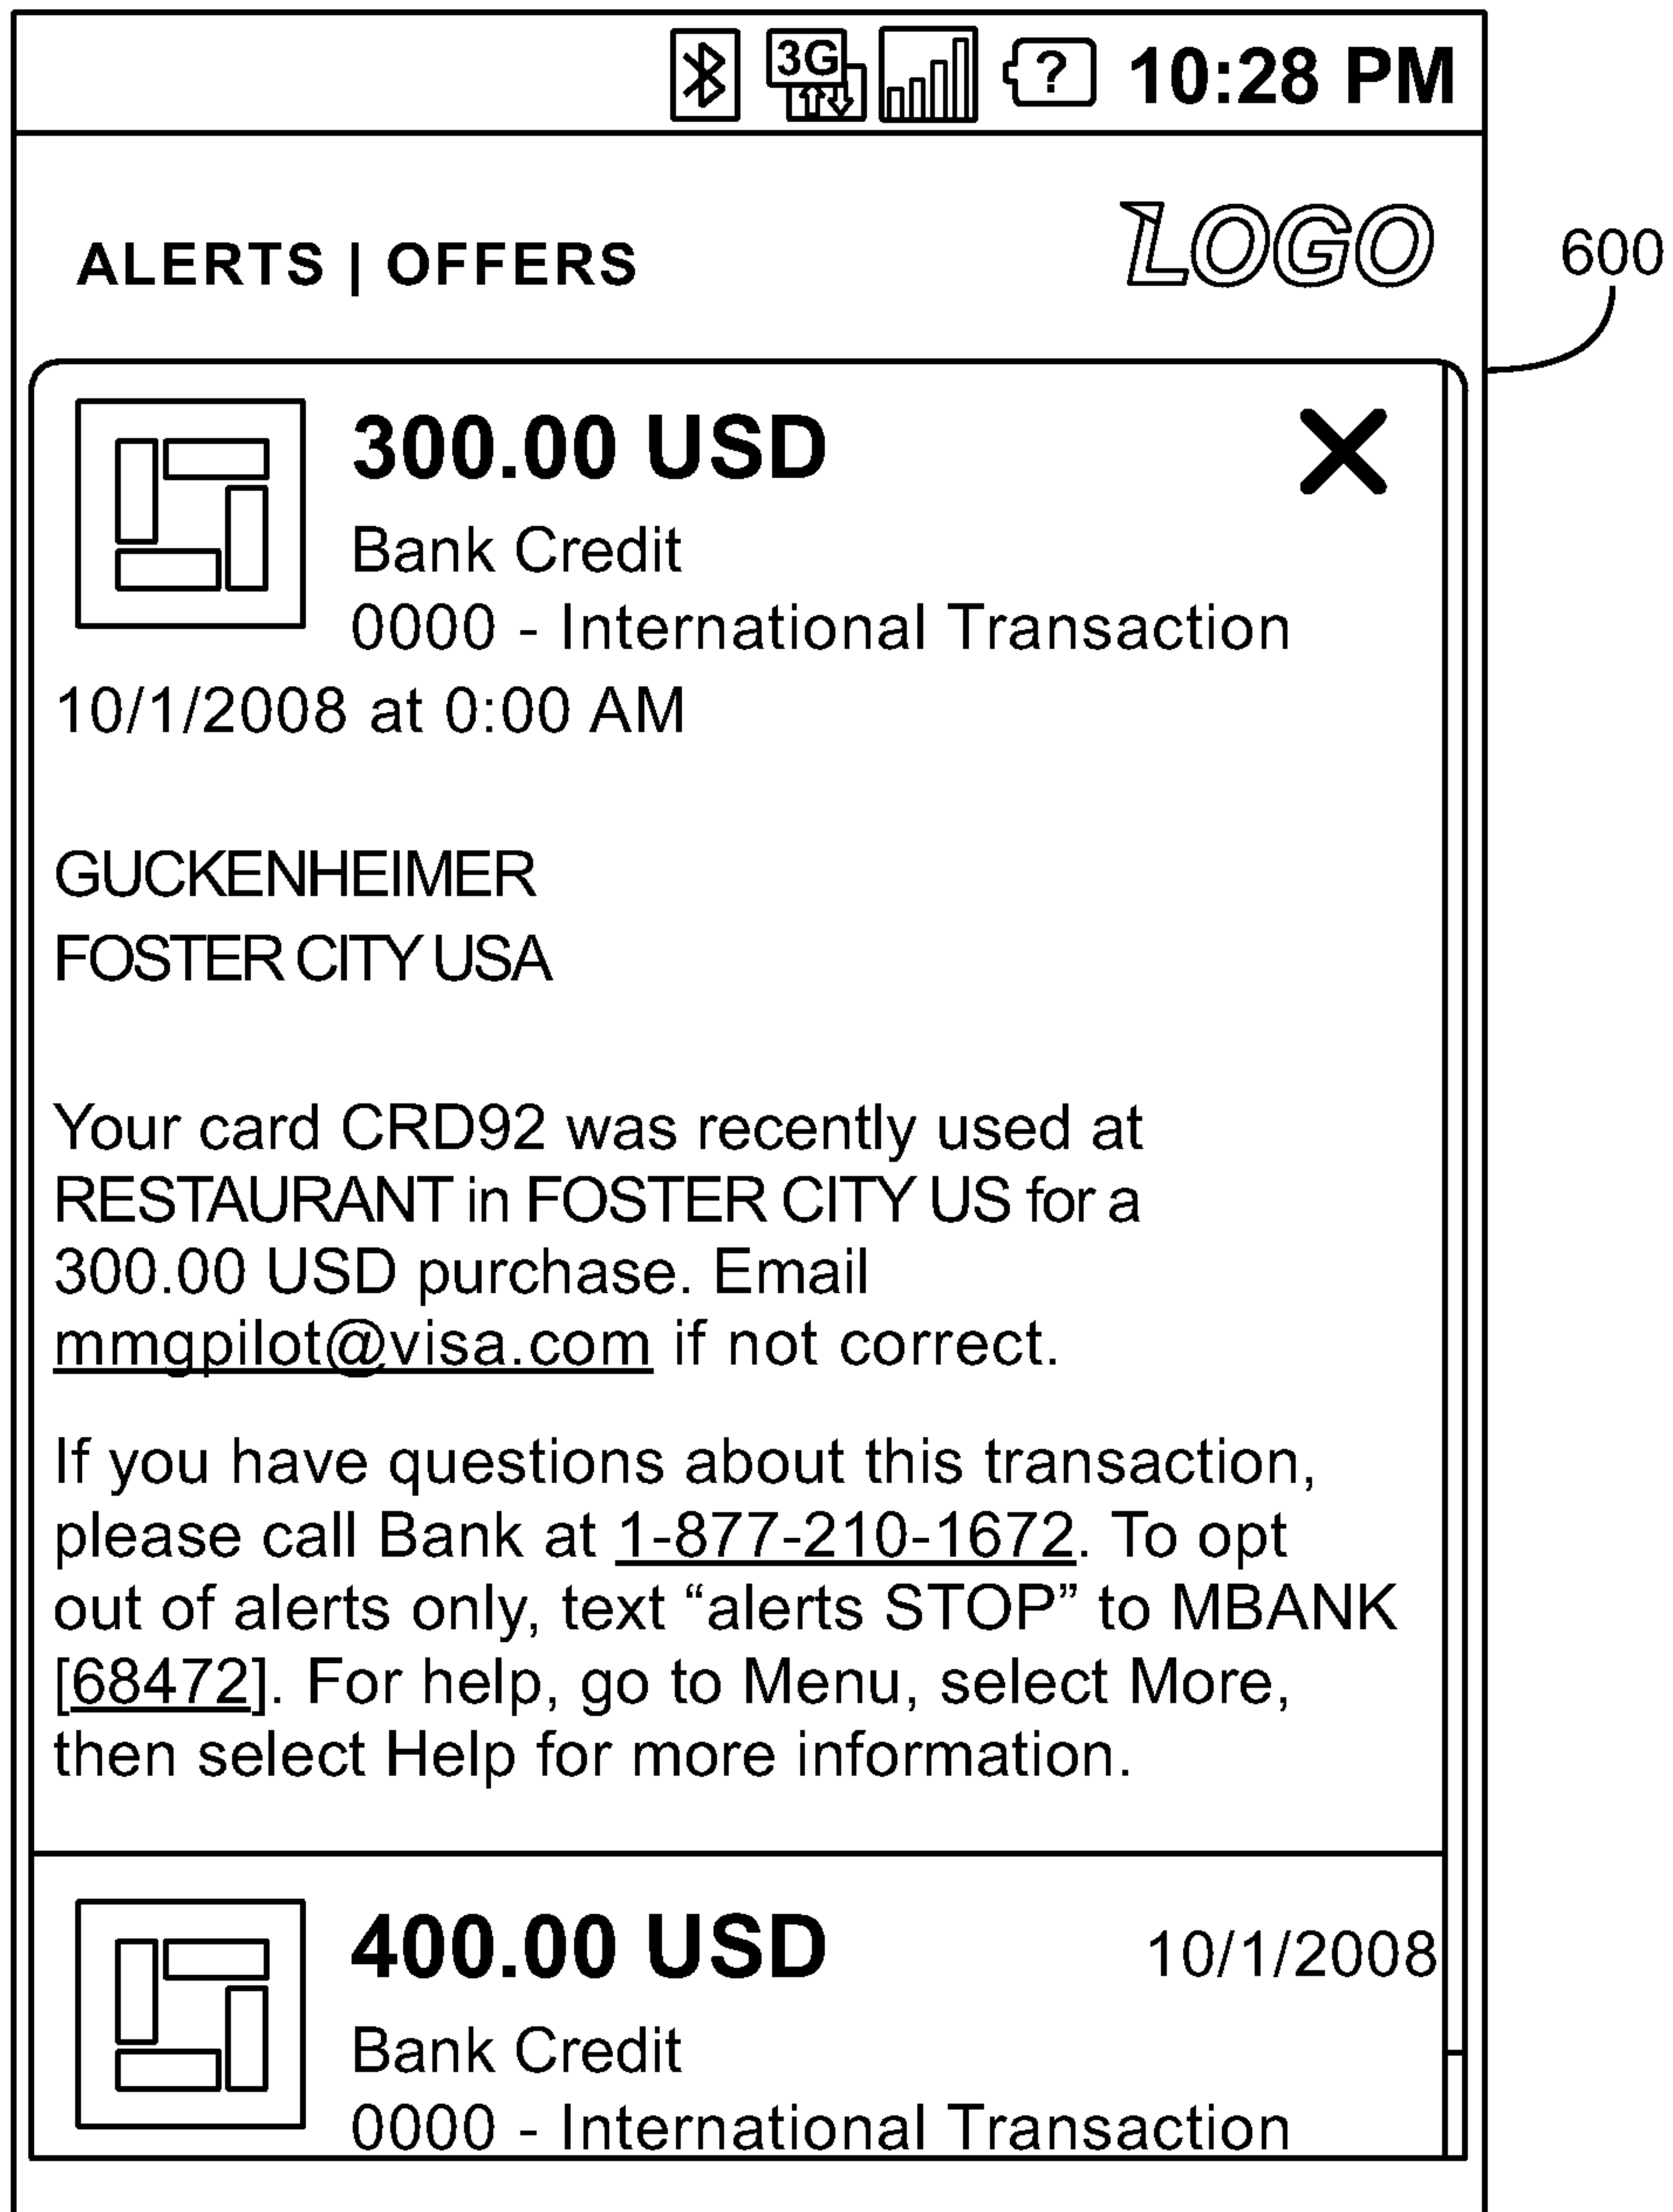 3G ? 10:28 PM
ALERTS | OFFERS
LOGO
600
300.00 USD
Bank Credit
0000 - International Transaction
10/1/2008 at 0:00 AM
GUCKENHEIMER
FOSTER CITY USA
Your card CRD92 was recently used at
RESTAURANT in FOSTER CITY US for a
300.00 USD purchase. Email
mmgpilot@visa.com if not correct.
If you have questions about this transaction,
please call Bank at 1-877-210-1672. To opt
out of alerts only, text “alerts STOP” to MBANK
[68472]. For help, go to Menu, select More,
then select Help for more information.
400.00 USD
10/1/2008
Bank Credit
0000 - International Transaction